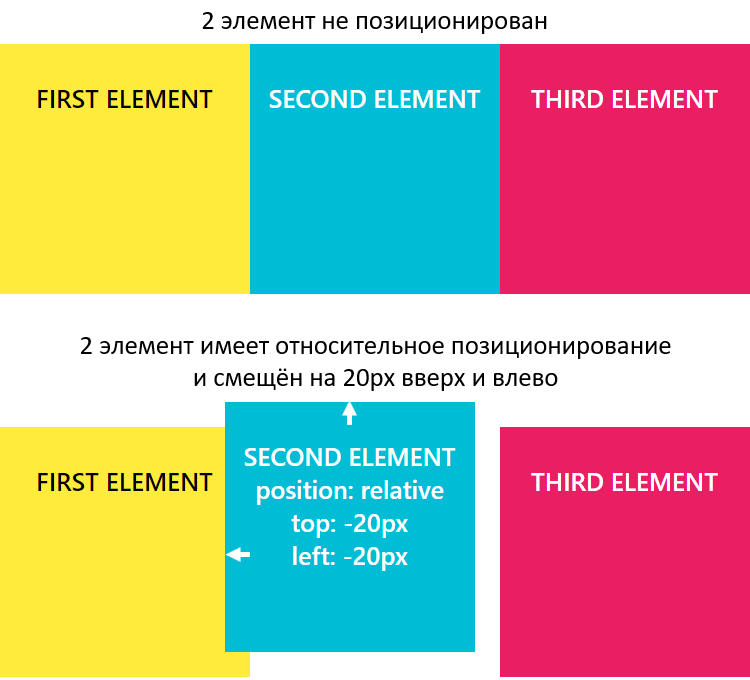 2 элемент не позиционирован
FIRST ELEMENT
SECOND ELEMENT
THIRD ELEMENT
2 элемент имеет относительное позиционирование
и смещён на 20px вверх и влево
FIRST ELEMENT
SECOND ELEMENT
position: relative
top: -20px
left: -20px
THIRD ELEMENT